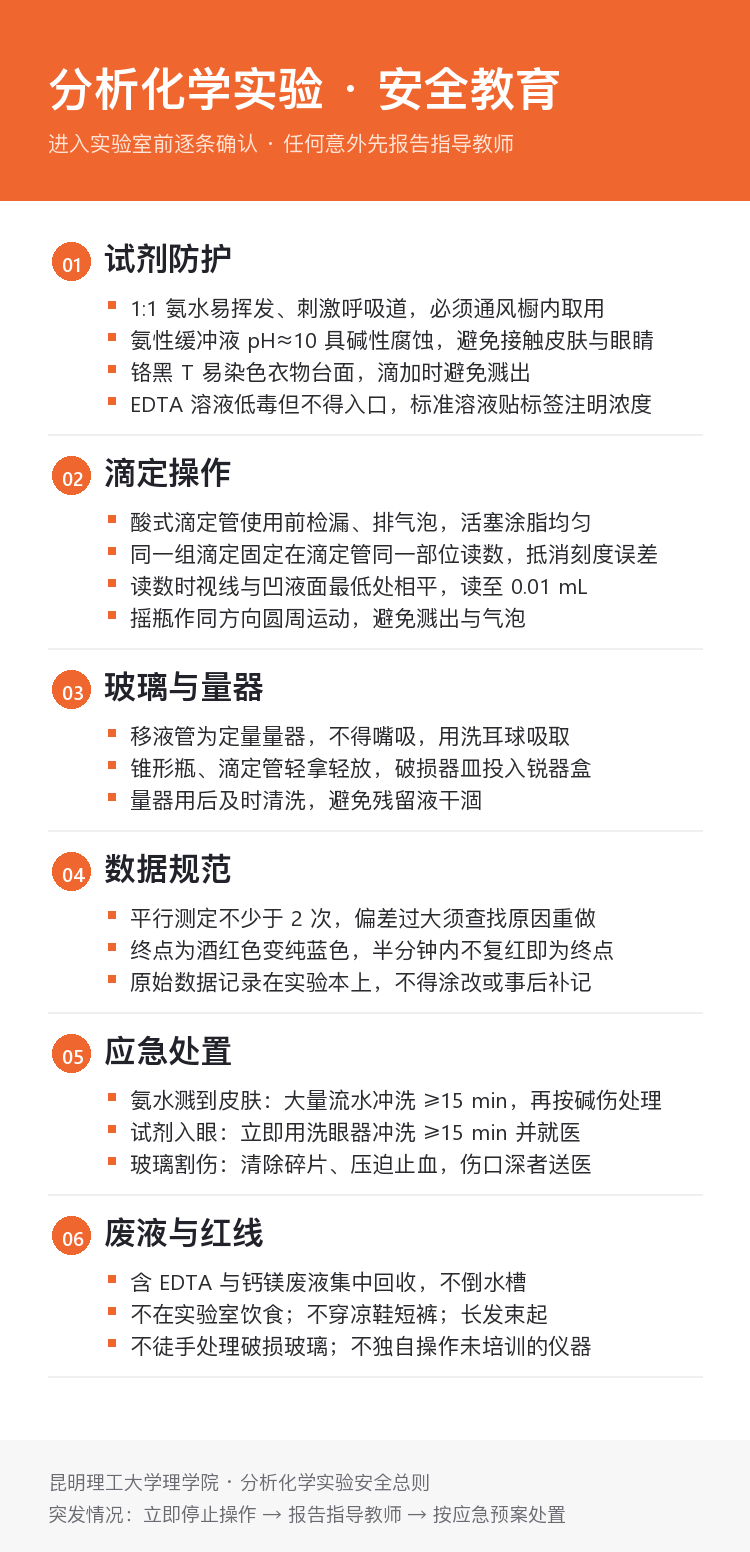 分析化学实验 · 安全教育
进入实验室前逐条确认 · 任何意外先报告指导教师
01 试剂防护
1:1 氨水易挥发、刺激呼吸道，必须通风橱内取用
氨性缓冲液 pH≈10 具碱性腐蚀，避免接触皮肤与眼睛
铬黑 T 易染色衣物台面，滴加时避免溅出
EDTA 溶液低毒但不得入口，标准溶液贴标签注明浓度
02 滴定操作
酸式滴定管使用前检漏、排气泡，活塞涂脂均匀
同一组滴定固定在滴定管同一部位读数，抵消刻度误差
读数时视线与凹液面最低处相平，读至 0.01 mL
摇瓶作同方向圆周运动，避免溅出与气泡
03 玻璃与量器
移液管为定量量器，不得嘴吸，用洗耳球吸取
锥形瓶、滴定管轻拿轻放，破损器皿投入锐器盒
量器用后及时清洗，避免残留液干涸
04 数据规范
平行测定不少于 2 次，偏差过大须查找原因重做
终点为酒红色变纯蓝色，半分钟内不复红即为终点
原始数据记录在实验本上，不得涂改或事后补记
05 应急处置
氨水溅到皮肤：大量流水冲洗 ≥15 min，再按碱伤处理
试剂入眼：立即用洗眼器冲洗 ≥15 min 并就医
玻璃割伤：清除碎片、压迫止血，伤口深者送医
06 废液与红线
含 EDTA 与钙镁废液集中回收，不倒水槽
不在实验室饮食；不穿凉鞋短裤；长发束起
不徒手处理破损玻璃；不独自操作未培训的仪器
昆明理工大学理学院 · 分析化学实验安全总则
突发情况：立即停止操作 → 报告指导教师 → 按应急预案处置